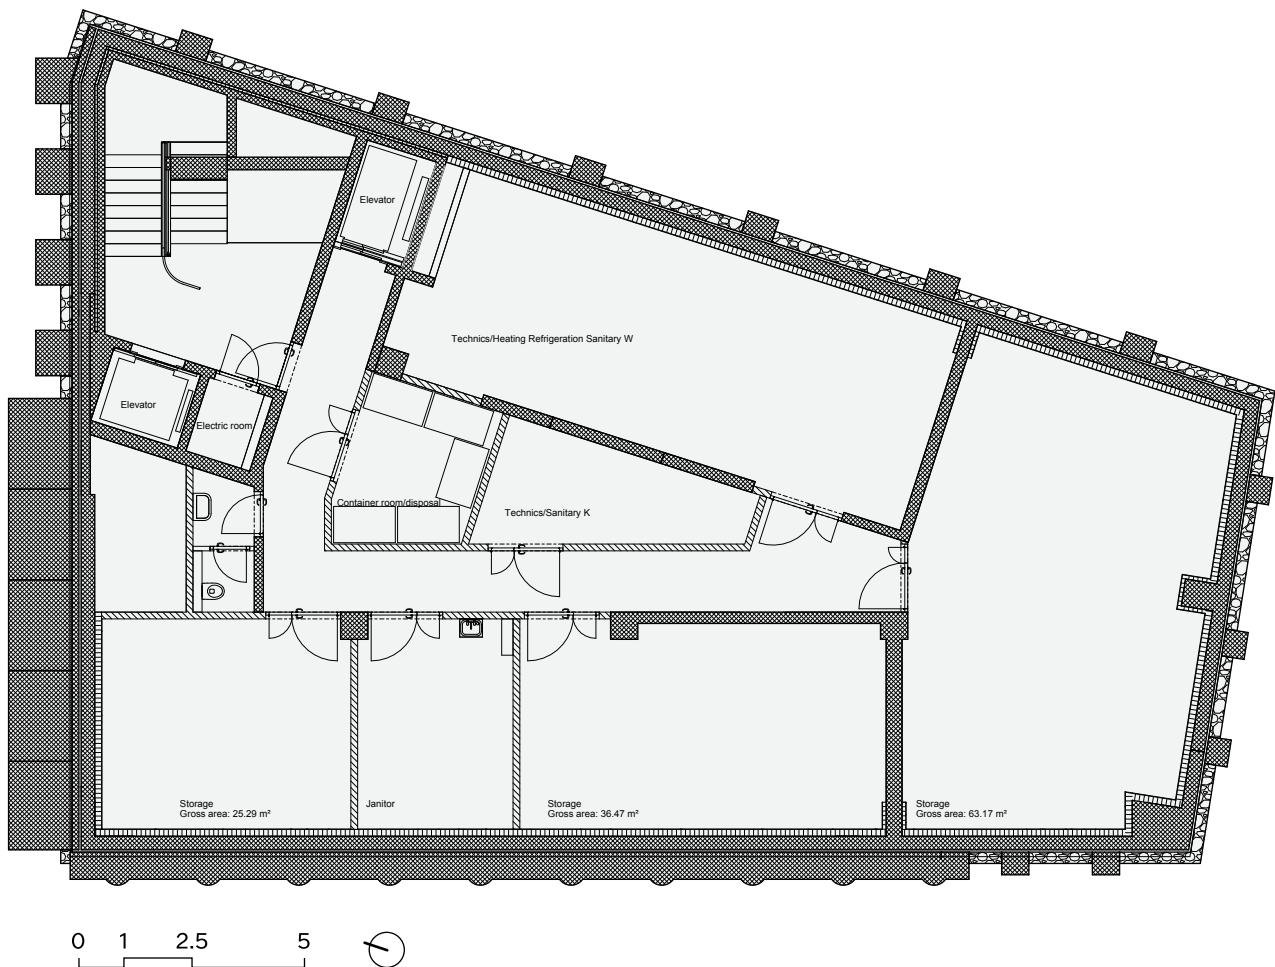 Elevator
Technics/Heating Refrigeration Sanitary W
Elevator
Electric room
Container room/disposal
Technics/Sanitary K
Storage
Gross area: 25.29 m²
Janitor
Storage
Gross area: 36.47 m²
Storage
Gross area: 63.17 m²
0 1 2.5 5